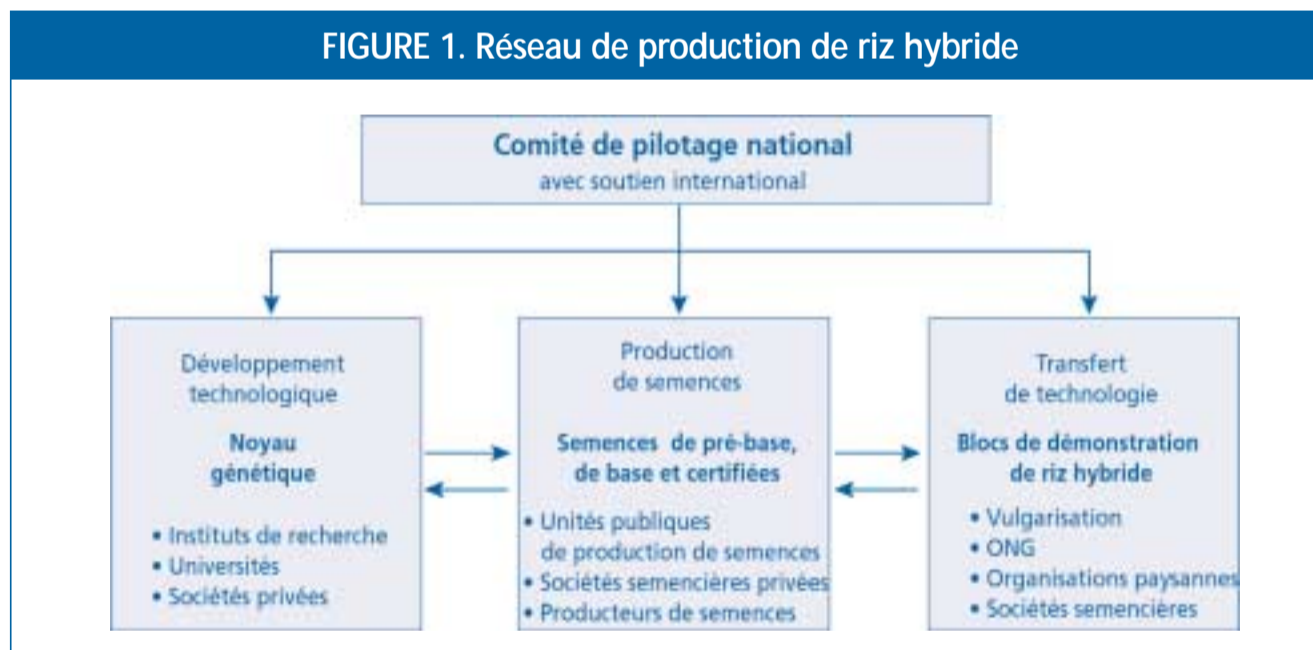 FIGURE 1. Réseau de production de riz hybride
Comité de pilotage national
avec soutien international
Développement
technologique
Noyau
génétique
• Instituts de recherche
• Universités
• Sociétés privées
Production
de semences
Semences de pré-base,
de base et certifiées
• Unités publiques
de production de semences
• Sociétés semencières privées
• Producteurs de semences
Transfert
de technologie
Blocs de démonstration
de riz hybride
• Vulgarisation
• ONG
• Organisations paysannes
• Sociétés semencières